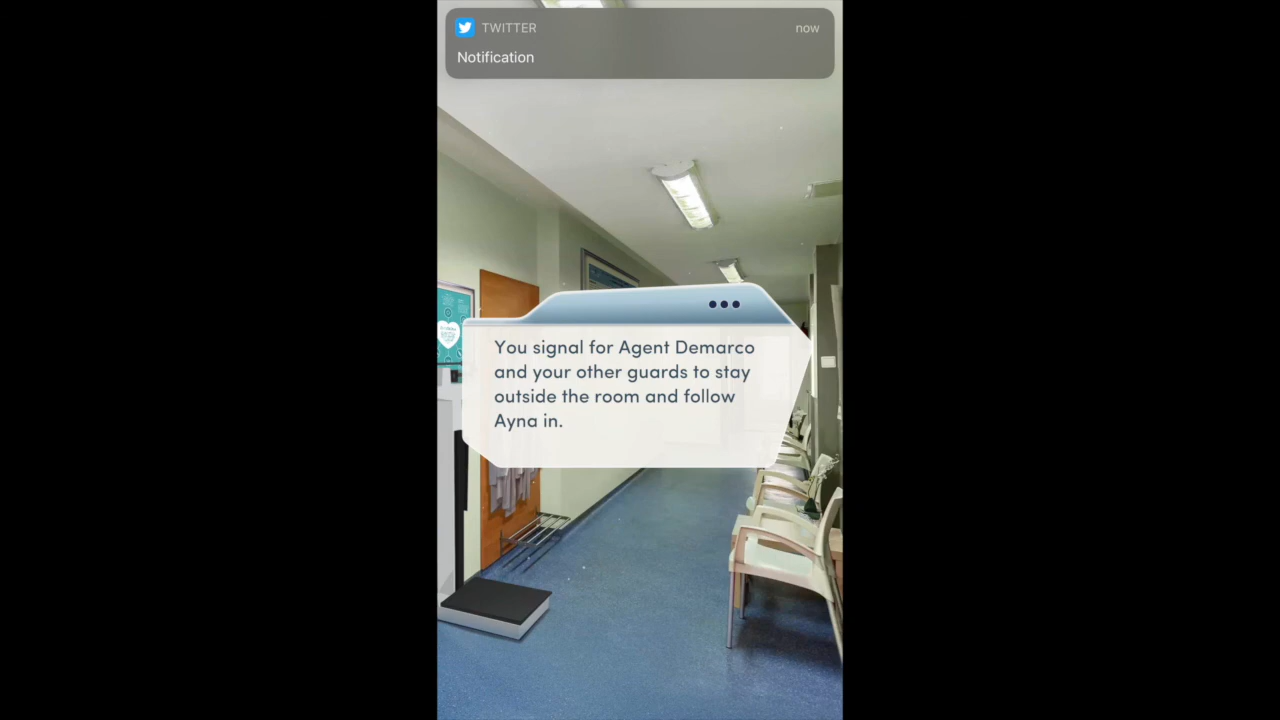 TWITTER
now
Notification
You signal for Agent Demarco
and your other guards to stay
outside the room and follow
Ayna in.